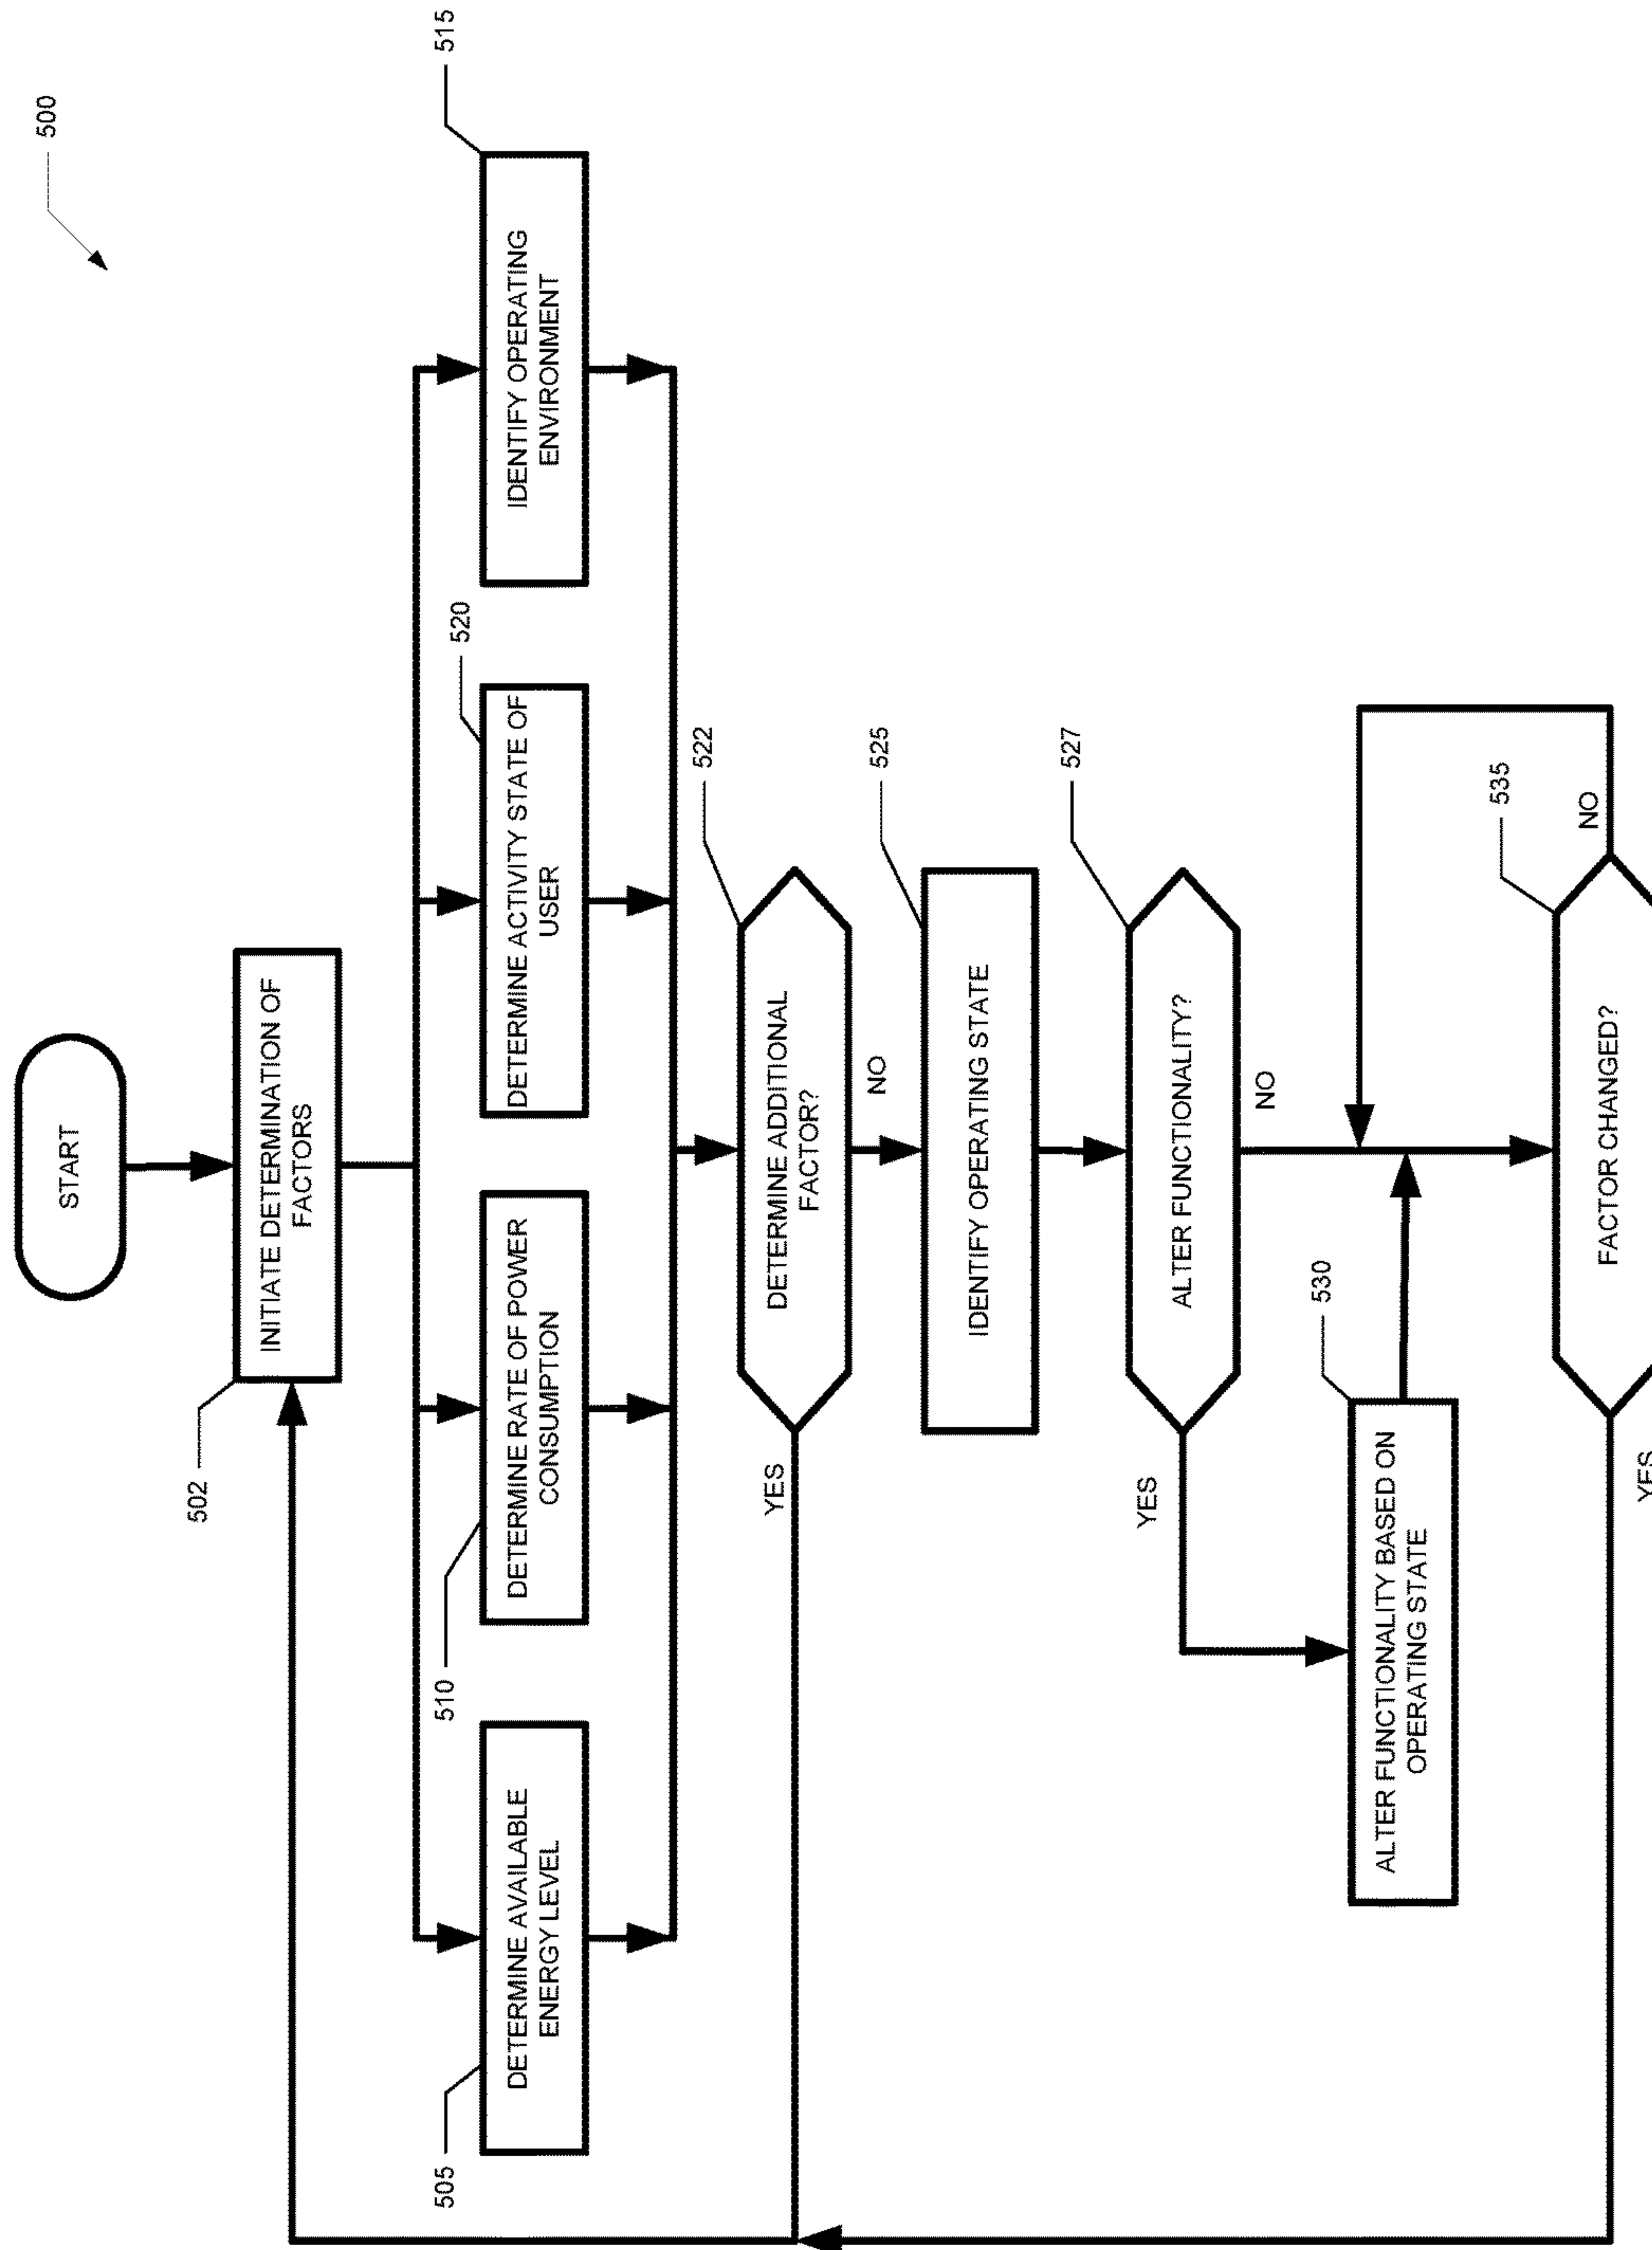 500
START
502
INITIATE DETERMINATION OF
FACTORS
505
DETERMINE AVAILABLE
ENERGY LEVEL
510
DETERMINE RATE OF POWER
CONSUMPTION
520
DETERMINE ACTIVITY STATE OF
USER
515
IDENTIFY OPERATING
ENVIRONMENT
522
DETERMINE ADDITIONAL
FACTOR?
YES
NO
525
IDENTIFY OPERATING STATE
527
ALTER FUNCTIONALITY?
YES
NO
530
ALTER FUNCTIONALITY BASED ON
OPERATING STATE
535
FACTOR CHANGED?
NO
YES